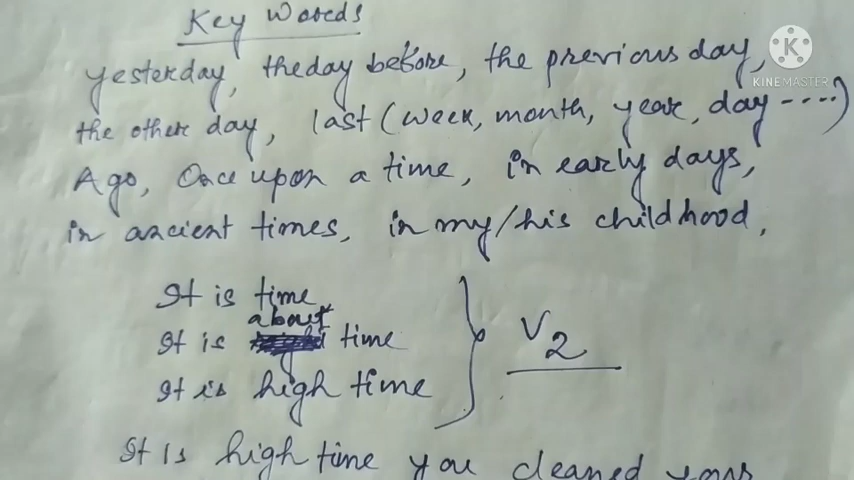 Key Words
yesterday, the day before, the previous day,
the other day, last (week, month, year, day ----)
Ago, Once upon a time, in early days,
in ancient times, in my/his childhood,
It is time
It is about time
It is high time
V2
It is high time you cleaned your
K
KINEMASTER